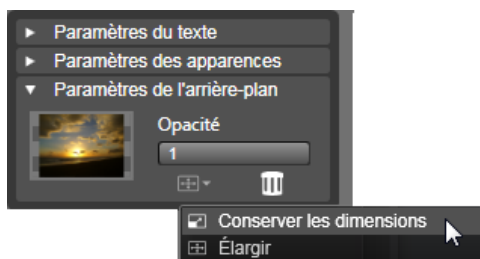 Paramètres du texte
Paramètres des apparences
Paramètres de l'arrière-plan
Opacité
1
Conserver les dimensions
Élargir